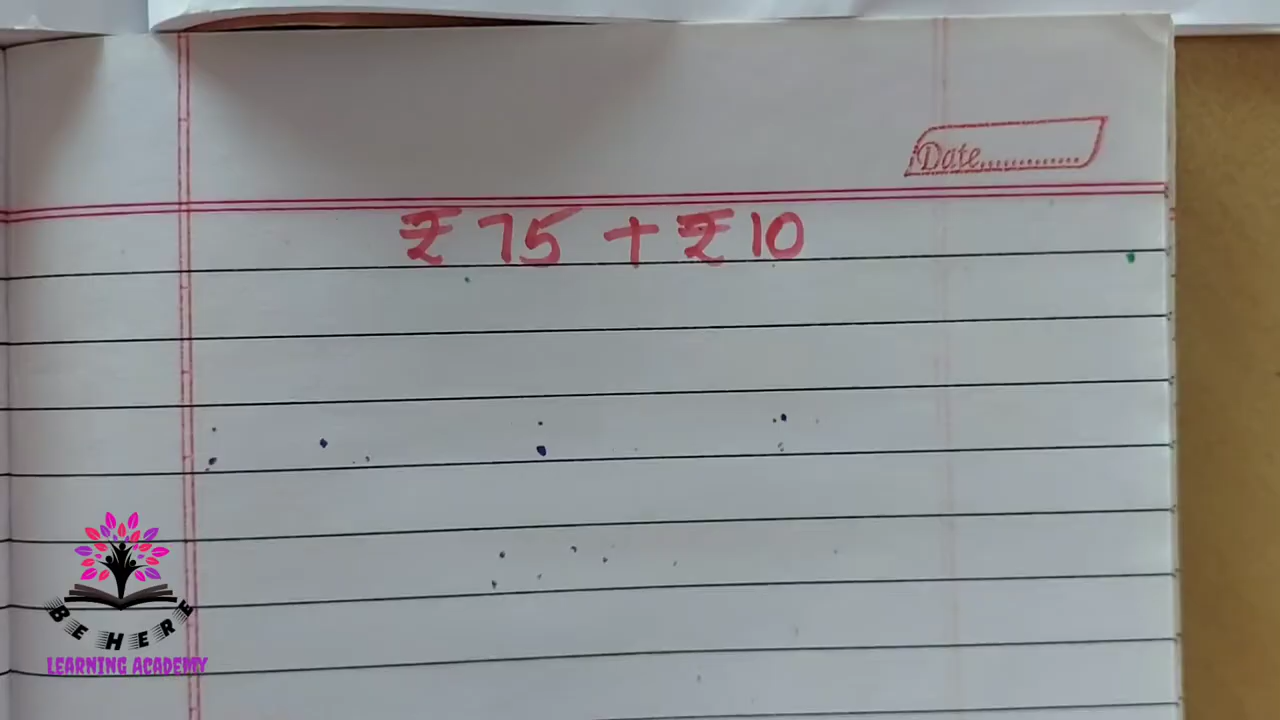 Date..............
₹ 75 + ₹ 10
BE HERE
LEARNING ACADEMY